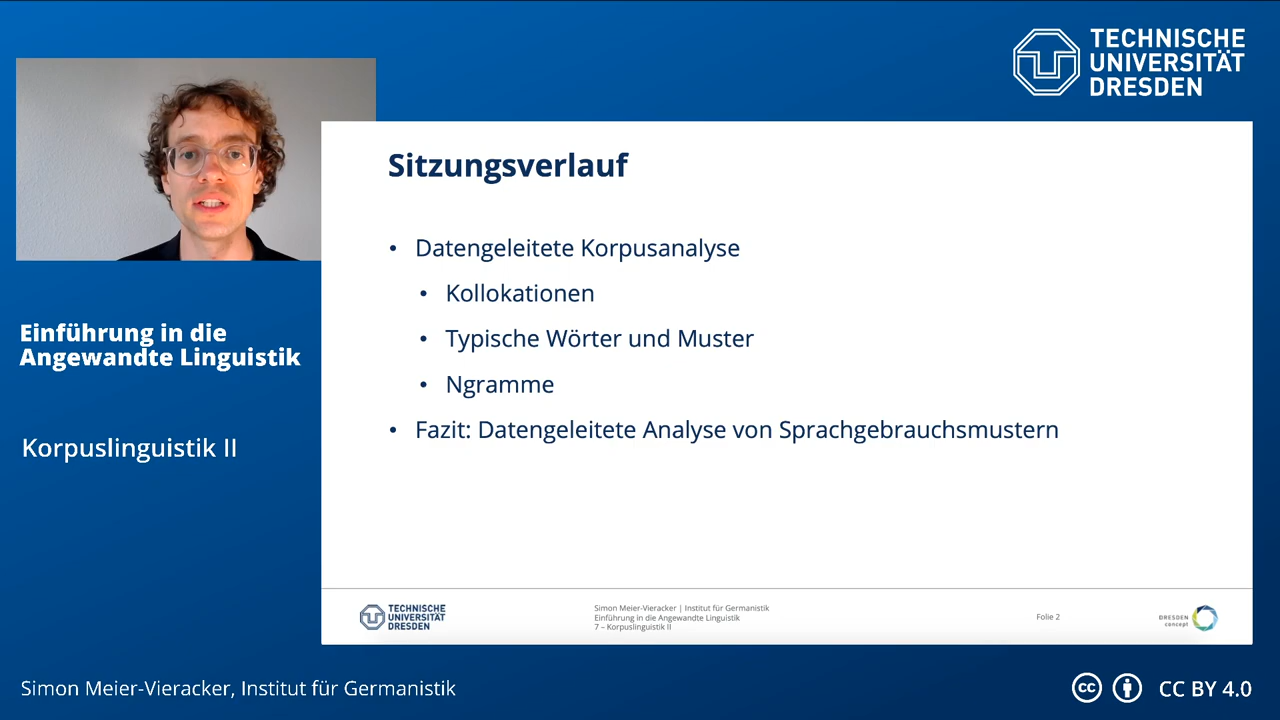 TECHNISCHE
UNIVERSITÄT
DRESDEN
Sitzungsverlauf
• Datengeleitete Korpusanalyse
• Kollokationen
• Typische Wörter und Muster
• Ngramme
• Fazit: Datengeleitete Analyse von Sprachgebrauchsmustern
Einführung in die
Angewandte Linguistik
Korpuslinguistik II
TECHNISCHE
UNIVERSITÄT
DRESDEN
Simon Meier-Vieracker | Institut für Germanistik
Einführung in die Angewandte Linguistik
7 – Korpuslinguistik II
Folie 2
DRESDEN
concept
Simon Meier-Vieracker, Institut für Germanistik
cc CC BY 4.0